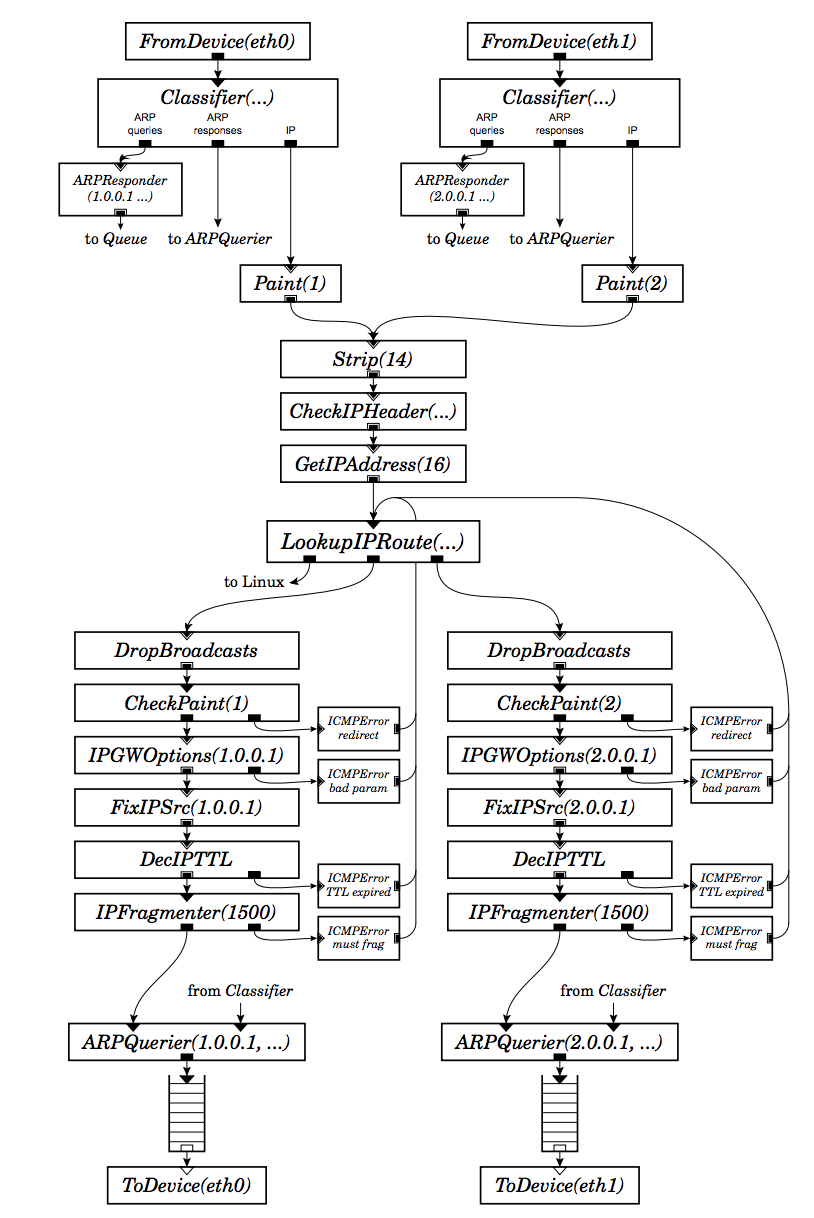 FromDevice(eth0)
FromDevice(eth1)
Classifier(...)
ARP
queries
ARP
responses
IP
Classifier(...)
ARP
queries
ARP
responses
IP
ARPResponder
(1.0.0.1 ...)
ARPResponder
(2.0.0.1 ...)
to Queue
to ARPQuerier
to Queue
to ARPQuerier
Paint(1)
Paint(2)
Strip(14)
CheckIPHeader(...)
GetIPAddress(16)
LookupIPRoute(...)
to Linux
DropBroadcasts
DropBroadcasts
CheckPaint(1)
ICMPError
redirect
CheckPaint(2)
ICMPError
redirect
IPGWOptions(1.0.0.1)
ICMPError
bad param
IPGWOptions(2.0.0.1)
ICMPError
bad param
FixIPSrc(1.0.0.1)
FixIPSrc(2.0.0.1)
DecIPTTL
ICMPError
TTL expired
DecIPTTL
ICMPError
TTL expired
IPFragmenter(1500)
ICMPError
must frag
IPFragmenter(1500)
ICMPError
must frag
from Classifier
from Classifier
ARPQuerier(1.0.0.1, ...)
ARPQuerier(2.0.0.1, ...)
ToDevice(eth0)
ToDevice(eth1)